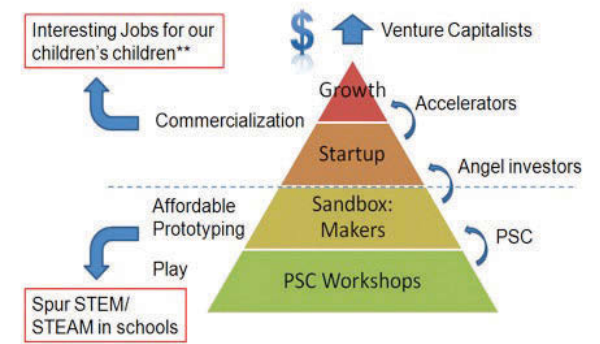 Interesting Jobs for our
children's children**
$
Venture Capitalists
Growth
Accelerators
Commercialization
Startup
Angel investors
Affordable
Prototyping
Sandbox:
Makers
PSC
Play
PSC Workshops
Spur STEM/
STEAM in schools